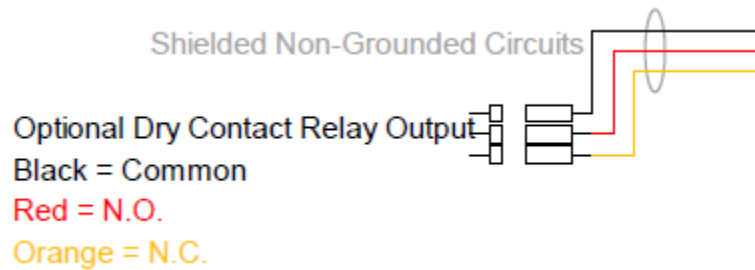 Shielded Non-Grounded Circuits
Optional Dry Contact Relay Output
Black = Common
Red = N.O.
Orange = N.C.